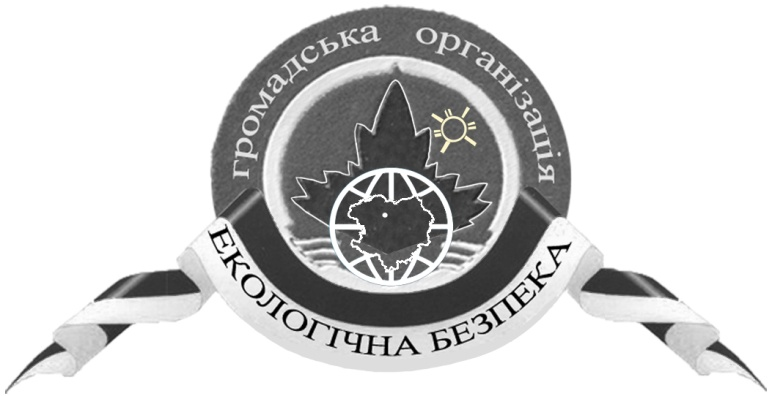 громадська організація
ЕКОЛОГІЧНА БЕЗПЕКА